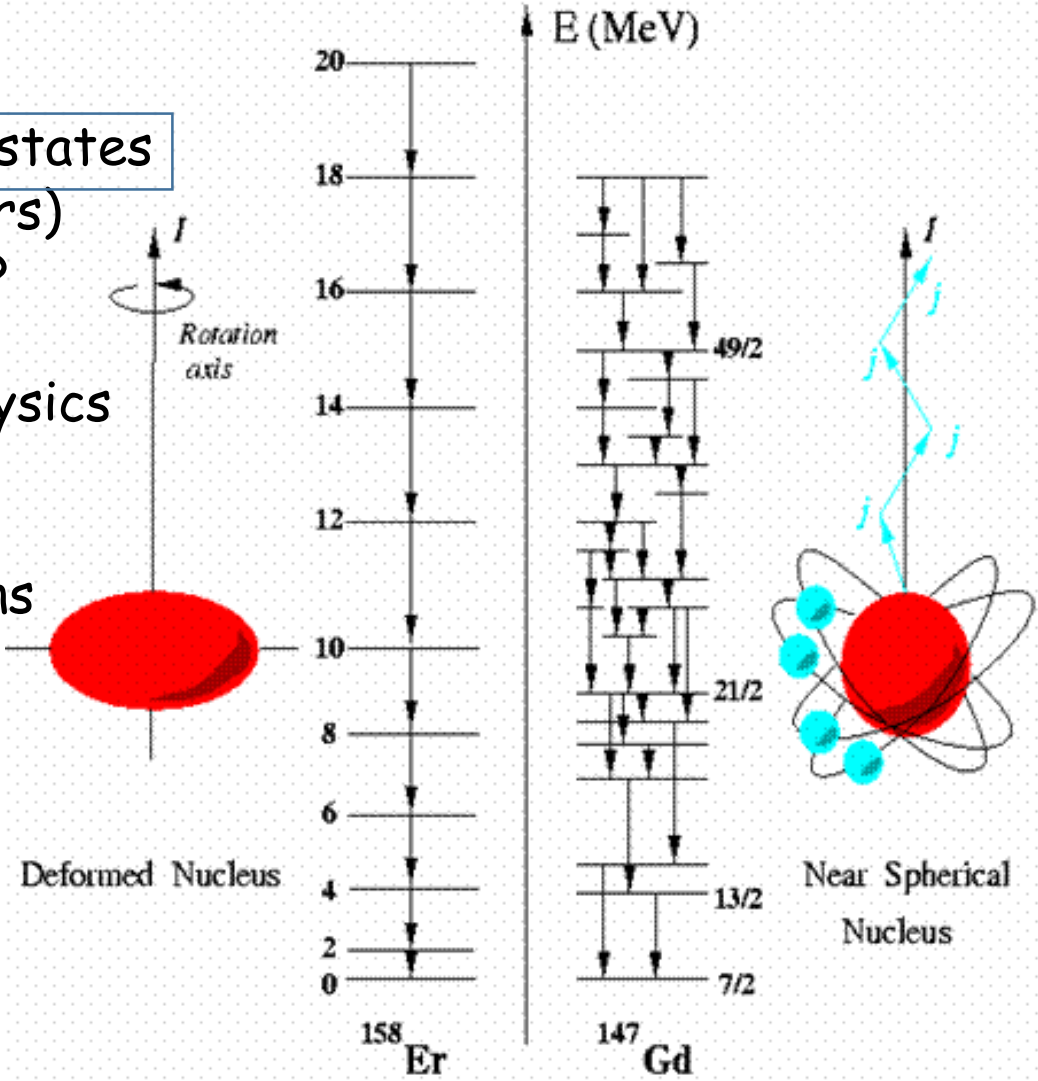 E (MeV)
20
states
18
rs)
I
I
j
16
Rotation
axis
49/2
j
ysics
14
j
j
12
ns
10
21/2
8
6
Deformed Nucleus
4
13/2
Near Spherical
Nucleus
2
0
7/2
158
Er
147
Gd